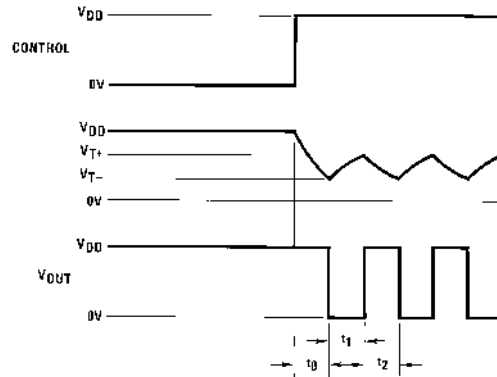 VDD
CONTROL
0V
VDD
VT+
VT–
0V
VDD
VOUT
0V
t1
t0
t2